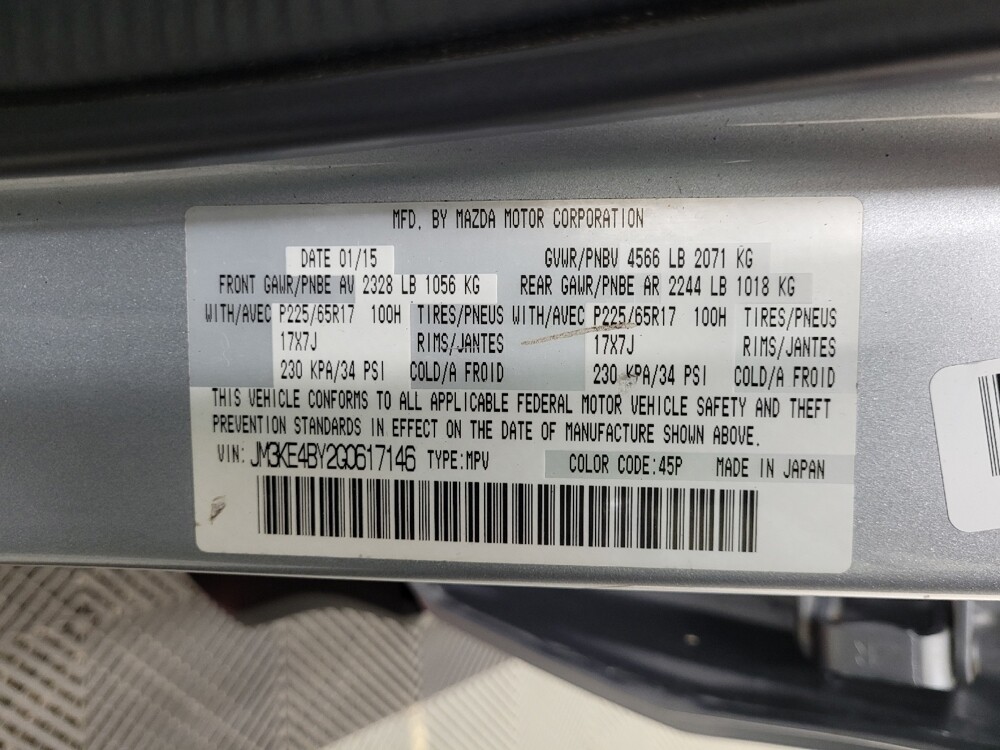 MFD. BY MAZDA MOTOR CORPORATION
DATE 01/15 GVWR/PNBV 4566 LB 2071 KG
FRONT GAWR/PNBE AV 2328 LB 1056 KG REAR GAWR/PNBE AR 2244 LB 1018 KG
WITH/AVEC P225/65R17 100H TIRES/PNEUS WITH/AVEC P225/65R17 100H TIRES/PNEUS
17X7J RIMS/JANTES 17X7J RIMS/JANTES
230 KPA/34 PSI COLD/A FROID 230 KPA/34 PSI COLD/A FROID
THIS VEHICLE CONFORMS TO ALL APPLICABLE FEDERAL MOTOR VEHICLE SAFETY AND THEFT
PREVENTION STANDARDS IN EFFECT ON THE DATE OF MANUFACTURE SHOWN ABOVE.
VIN: JM3KE4BY2G0617146 TYPE:MPV COLOR CODE:45P MADE IN JAPAN